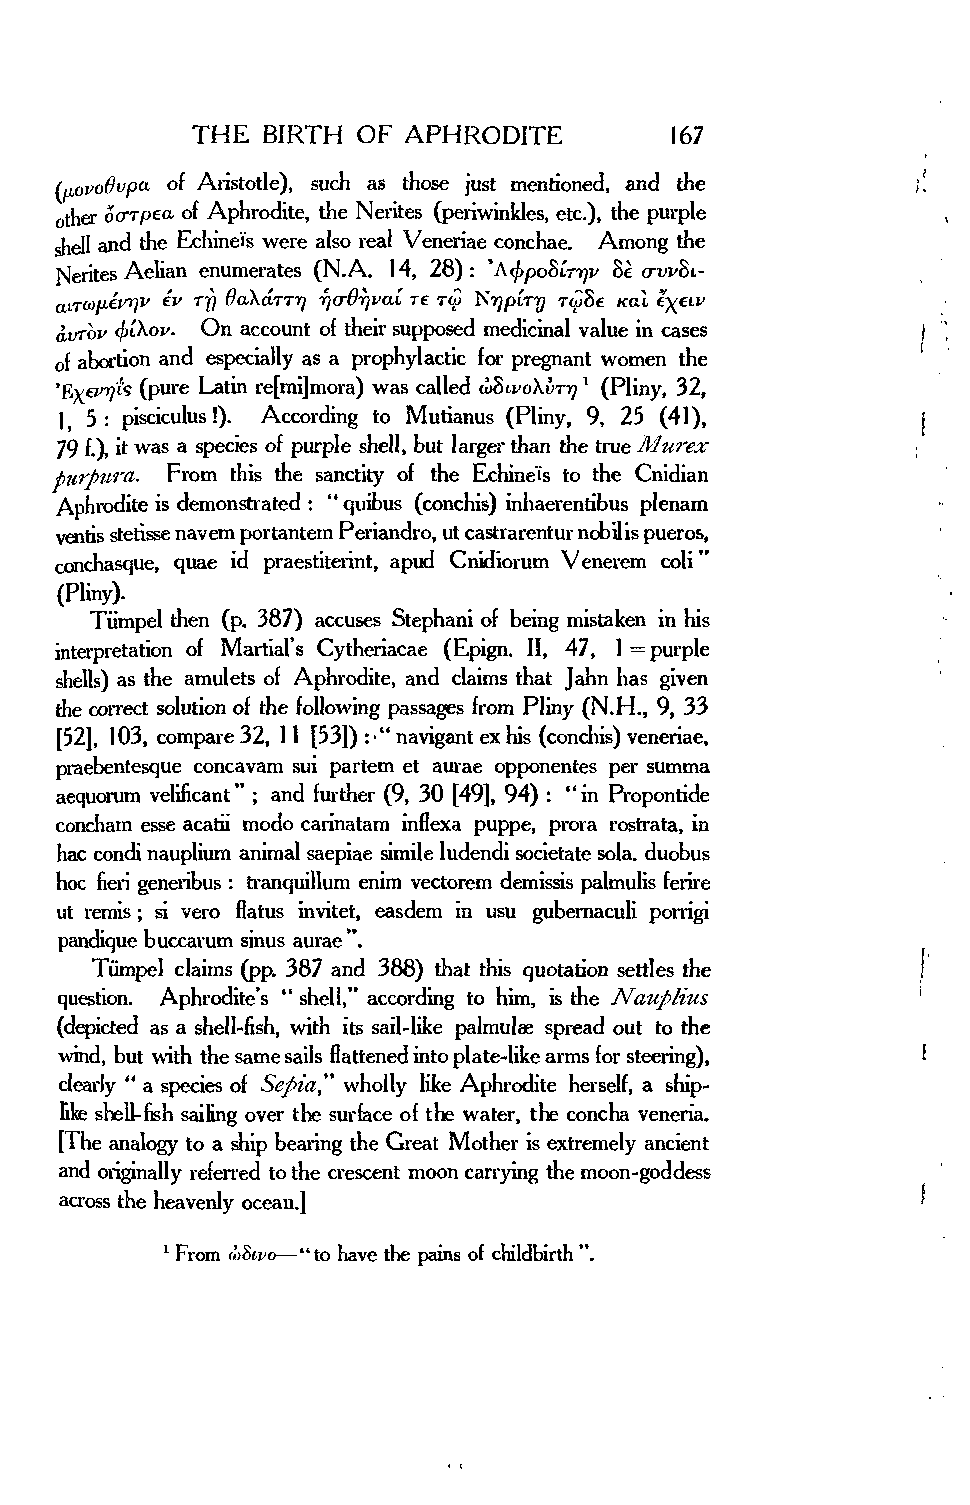 THE BIRTH OF APHRODITE 167
(μονοθυρα of Aristotle), such as those just mentioned, and the
other ὄστρεα of Aphrodite, the Nerites (periwinkles, etc.), the purple
shell and the Echineïs were also real Veneriae conchae. Among the
Nerites Aelian enumerates (N.A. 14, 28) : Ἀφροδίτην δὲ συνδι-
αιτωμένην ἐν τῇ θαλάττῃ ἡσθῆναί τε τῷ Νηρίτῃ τῷδε καὶ ἔχειν
ἀυτὸν φίλον. On account of their supposed medicinal value in cases
of abortion and especially as a prophylactic for pregnant women the
Ἐχενηΐς (pure Latin re[mi]mora) was called ὠδινολύτη ¹ (Pliny, 32,
1, 5 : pisciculus !). According to Mutianus (Pliny, 9, 25 (41),
79 f.), it was a species of purple shell, but larger than the true Murex
purpura. From this the sanctity of the Echineïs to the Cnidian
Aphrodite is demonstrated : “ quibus (conchis) inhaerentibus plenam
ventis stetisse navem portantem Periandro, ut castrarentur nobilis pueros,
conchasque, quae id praestiterint, apud Cnidiorum Venerem coli ”
(Pliny).
Tümpel then (p. 387) accuses Stephani of being mistaken in his
interpretation of Martial’s Cytheriacae (Epign. II, 47, 1 = purple
shells) as the amulets of Aphrodite, and claims that Jahn has given
the correct solution of the following passages from Pliny (N.H., 9, 33
[52], 103, compare 32, 11 [53]) : “ navigant ex his (conchis) veneriae,
praebentesque concavam sui partem et aurae opponentes per summa
aequorum velificant ” ; and further (9, 30 [49], 94) : “ in Propontide
concham esse acatii modo carinatam inflexa puppe, prora rostrata, in
hac condi nauplium animal saepiae simile ludendi societate sola. duobus
hoc fieri generibus : tranquillum enim vectorem demissis palmulis ferire
ut remis ; si vero flatus invitet, easdem in usu gubernaculi porrigi
pandique buccarum sinus aurae ”.
Tümpel claims (pp. 387 and 388) that this quotation settles the
question. Aphrodite’s “ shell,” according to him, is the Nauplius
(depicted as a shell-fish, with its sail-like palmulæ spread out to the
wind, but with the same sails flattened into plate-like arms for steering),
clearly “ a species of Sepia,” wholly like Aphrodite herself, a ship-
like shell-fish sailing over the surface of the water, the concha veneria.
[The analogy to a ship bearing the Great Mother is extremely ancient
and originally referred to the crescent moon carrying the moon-goddess
across the heavenly ocean.]
¹ From ὠδινο—“ to have the pains of childbirth ”.